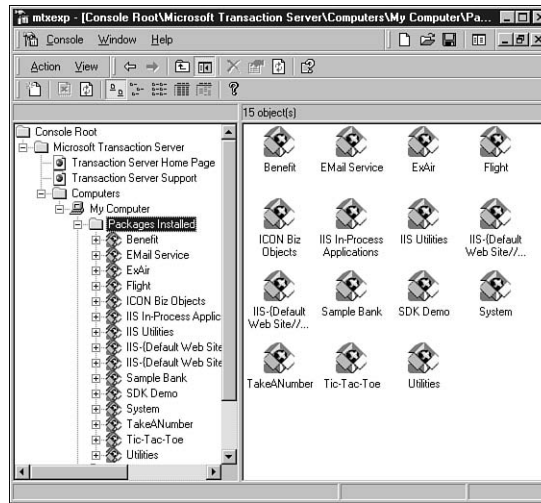 mtxexp - [Console Root\Microsoft Transaction Server\Computers\My Computer\Pa...
Console Window Help
Action View
15 object(s)
Console Root
Microsoft Transaction Server
Transaction Server Home Page
Transaction Server Support
Computers
My Computer
Packages Installed
Benefit
EMail Service
ExAir
Flight
ICON Biz Objects
IIS In-Process Applic
IIS Utilities
IIS-{Default Web Site
IIS-{Default Web Site
Sample Bank
SDK Demo
System
TakeANumber
Tic-Tac-Toe
Utilities
Benefit EMail Service ExAir Flight
ICON Biz IIS In-Process IIS Utilities IIS-{Default
Objects Applications Web Site//...
IIS-{Default Sample Bank SDK Demo System
Web Site//...
TakeANumber Tic-Tac-Toe Utilities